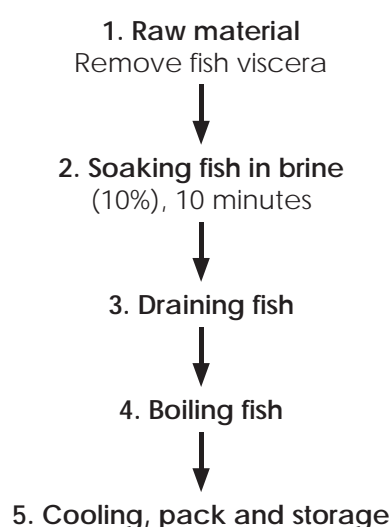 1. Raw material
Remove fish viscera
2. Soaking fish in brine
(10%), 10 minutes
3. Draining fish
4. Boiling fish
5. Cooling, pack and storage